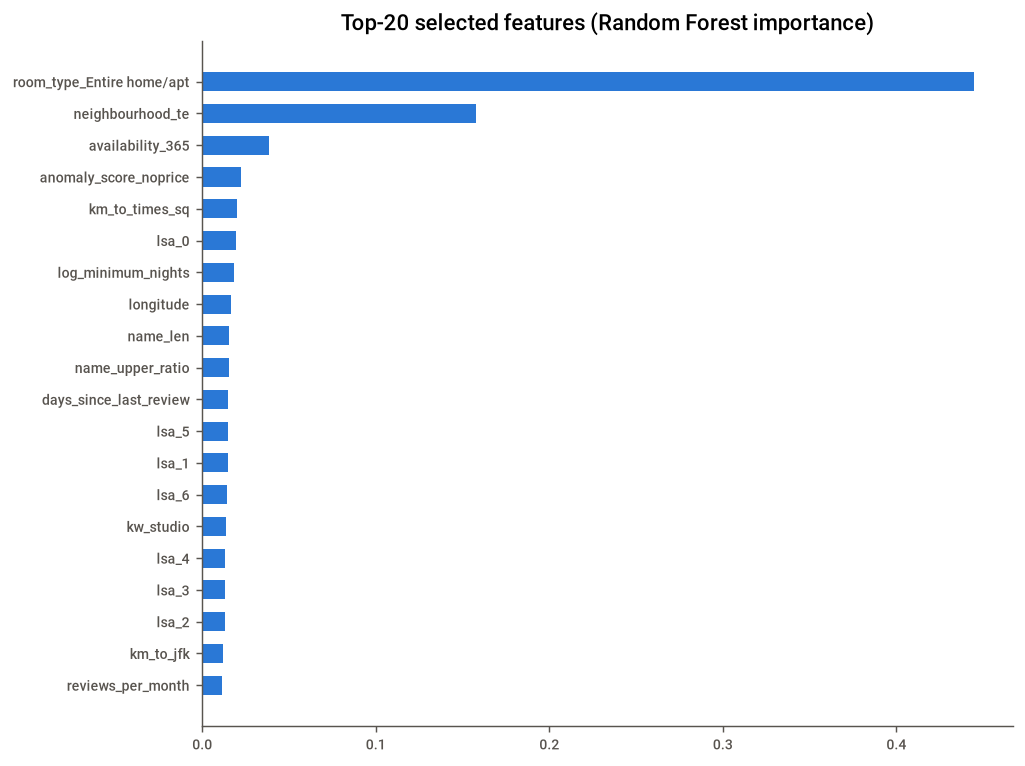 Top-20 selected features (Random Forest importance)
room_type_Entire home/apt
neighbourhood_te
availability_365
anomaly_score_noprice
km_to_times_sq
lsa_0
log_minimum_nights
longitude
name_len
name_upper_ratio
days_since_last_review
lsa_5
lsa_1
lsa_6
kw_studio
lsa_4
lsa_3
lsa_2
km_to_jfk
reviews_per_month
0.0 0.1 0.2 0.3 0.4